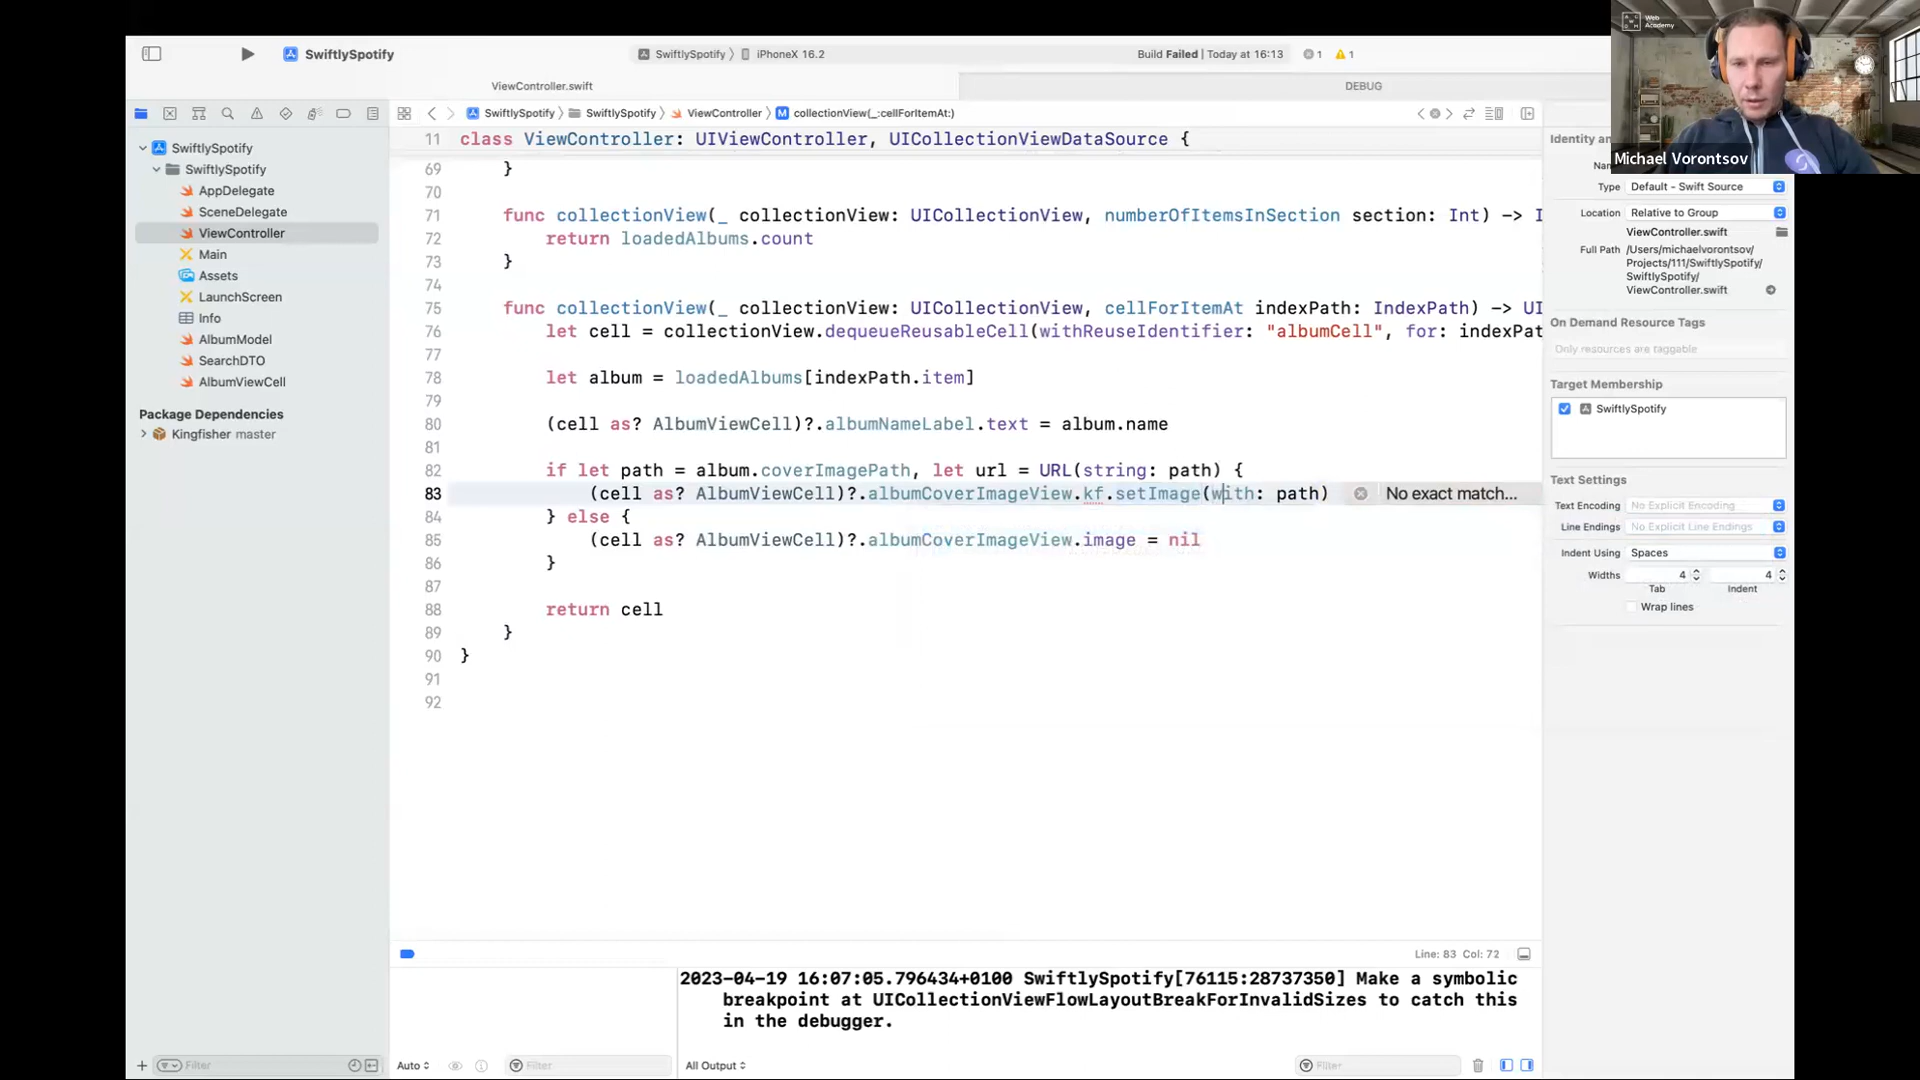 SwiftlySpotify
SwiftlySpotify
iPhoneX 16.2
Build Failed | Today at 16:13
1
1
Web
Academy
Michael Vorontsov
ViewController.swift
DEBUG
SwiftlySpotify
SwiftlySpotify
ViewController
M collectionView(_:cellForItemAt:)
SwiftlySpotify
SwiftlySpotify
AppDelegate
SceneDelegate
ViewController
Main
Assets
LaunchScreen
Info
AlbumModel
SearchDTO
AlbumViewCell
Package Dependencies
Kingfisher master
Filter
11 class ViewController: UIViewController, UICollectionViewDataSource {
69 }
70
71 func collectionView(_ collectionView: UICollectionView, numberOfItemsInSection section: Int) -> I
72 return loadedAlbums.count
73 }
74
75 func collectionView(_ collectionView: UICollectionView, cellForItemAt indexPath: IndexPath) -> UI
76 let cell = collectionView.dequeueReusableCell(withReuseIdentifier: "albumCell", for: indexPat
77
78 let album = loadedAlbums[indexPath.item]
79
80 (cell as? AlbumViewCell)?.albumNameLabel.text = album.name
81
82 if let path = album.coverImagePath, let url = URL(string: path) {
83 (cell as? AlbumViewCell)?.albumCoverImageView.kf.setImage(with: path) No exact match...
84 } else {
85 (cell as? AlbumViewCell)?.albumCoverImageView.image = nil
86 }
87
88 return cell
89 }
90 }
91
92
Line: 83 Col: 72
2023-04-19 16:07:05.796434+0100 SwiftlySpotify[76115:28737350] Make a symbolic
breakpoint at UICollectionViewFlowLayoutBreakForInvalidSizes to catch this
in the debugger.
Auto
Filter
All Output
Filter
Identity an
Na
Type Default - Swift Source
Location Relative to Group
ViewController.swift
Full Path /Users/michaelvorontsov/
Projects/111/SwiftlySpotify/
SwiftlySpotify/
ViewController.swift
On Demand Resource Tags
Only resources are taggable
Target Membership
SwiftlySpotify
Text Settings
Text Encoding No Explicit Encoding
Line Endings No Explicit Line Endings
Indent Using Spaces
Widths 4 4
Tab Indent
Wrap lines